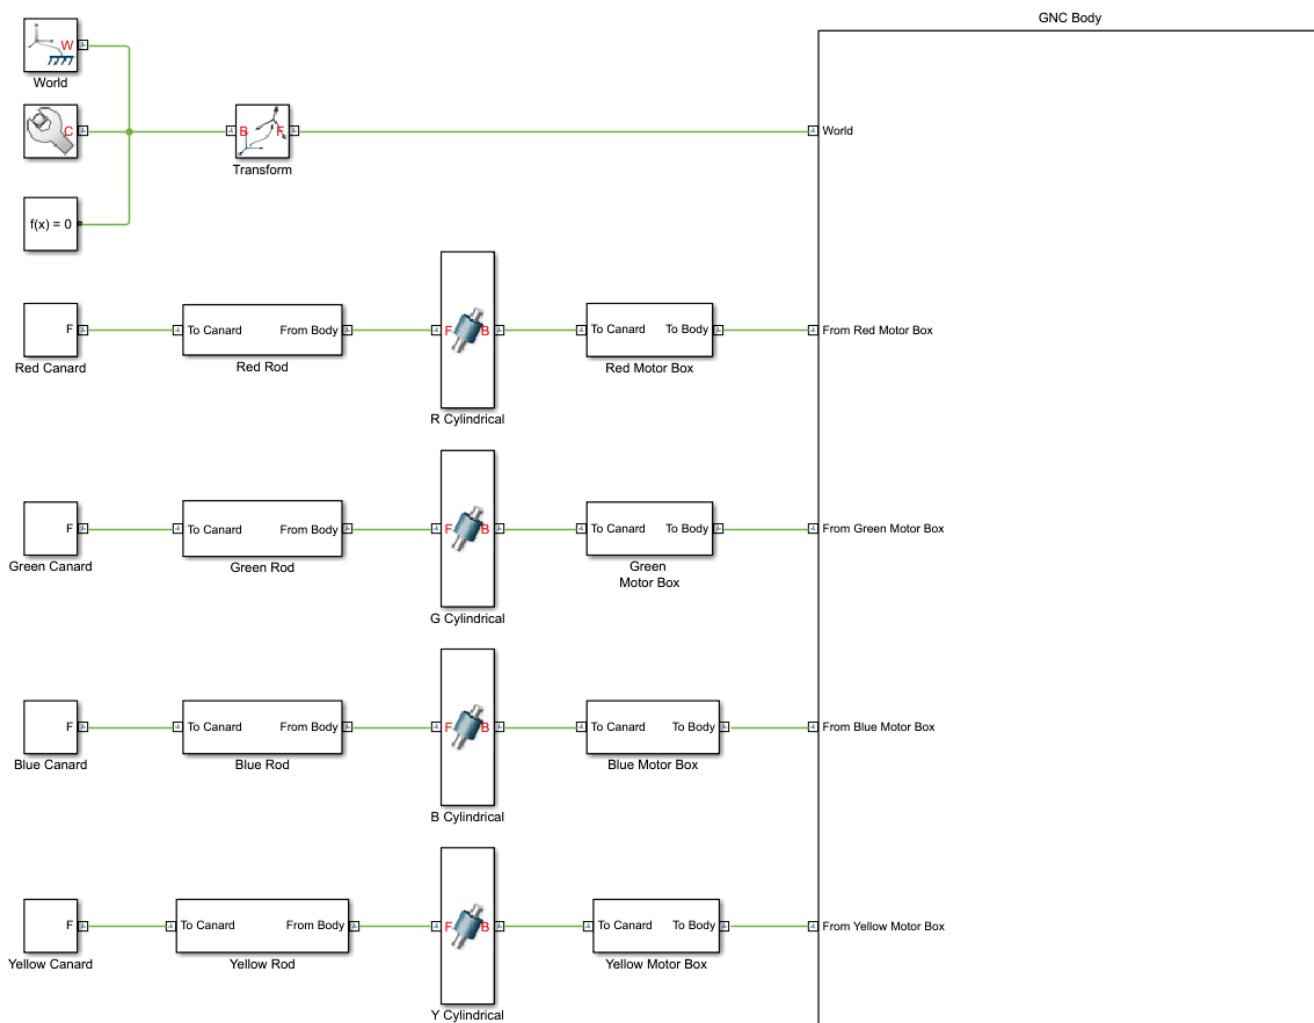 GNC Body
W
World
C
B
F
World
Transform
f(x) = 0
F
To Canard
From Body
F
B
To Canard
To Body
From Red Motor Box
Red Canard
Red Rod
Red Motor Box
R Cylindrical
F
To Canard
From Body
F
B
To Canard
To Body
From Green Motor Box
Green Canard
Green Rod
Green
Motor Box
G Cylindrical
F
To Canard
From Body
F
B
To Canard
To Body
From Blue Motor Box
Blue Canard
Blue Rod
Blue Motor Box
B Cylindrical
F
To Canard
From Body
F
B
To Canard
To Body
From Yellow Motor Box
Yellow Canard
Yellow Rod
Yellow Motor Box
Y Cylindrical